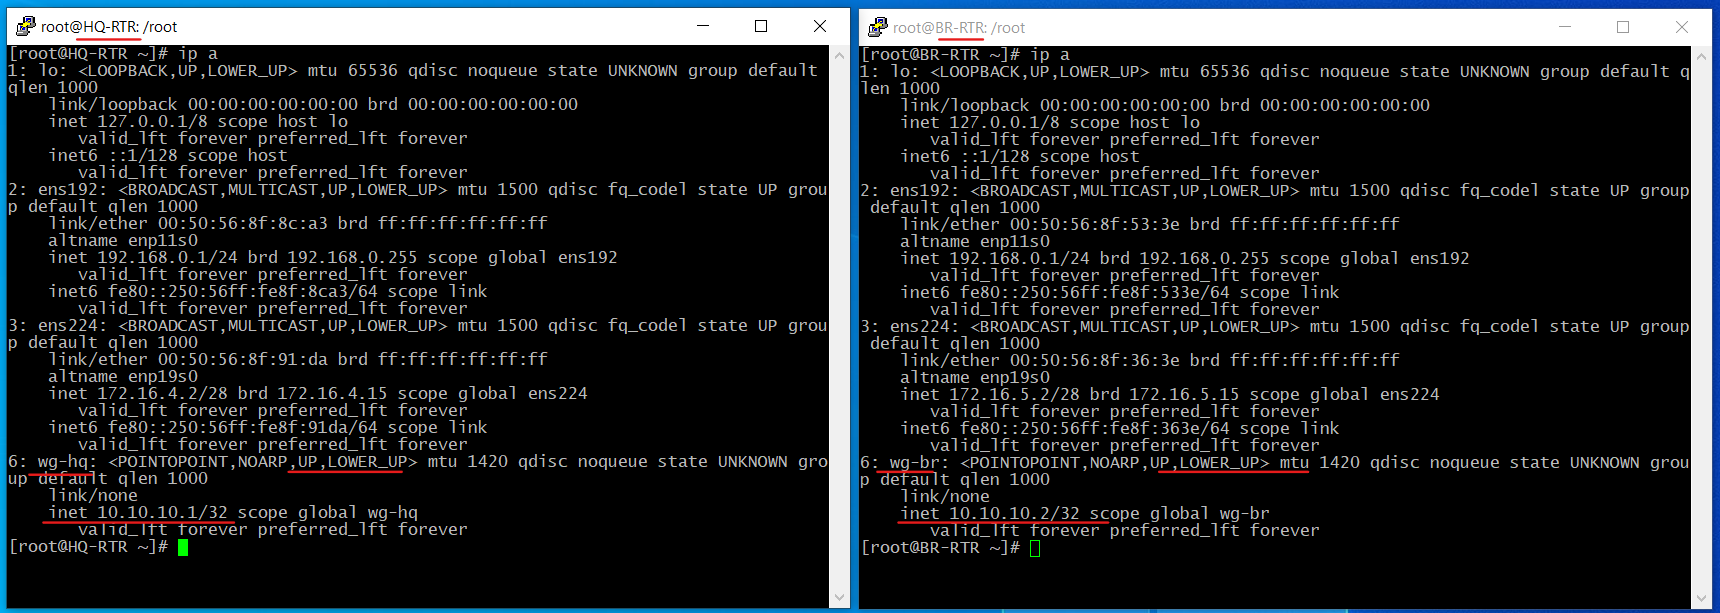 root@HQ-RTR: /root
[root@HQ-RTR ~]# ip a
1: lo: <LOOPBACK,UP,LOWER_UP> mtu 65536 qdisc noqueue state UNKNOWN group default
qlen 1000
    link/loopback 00:00:00:00:00:00 brd 00:00:00:00:00:00
    inet 127.0.0.1/8 scope host lo
       valid_lft forever preferred_lft forever
    inet6 ::1/128 scope host
       valid_lft forever preferred_lft forever
2: ens192: <BROADCAST,MULTICAST,UP,LOWER_UP> mtu 1500 qdisc fq_codel state UP grou
p default qlen 1000
    link/ether 00:50:56:8f:8c:a3 brd ff:ff:ff:ff:ff:ff
    altname enp11s0
    inet 192.168.0.1/24 brd 192.168.0.255 scope global ens192
       valid_lft forever preferred_lft forever
    inet6 fe80::250:56ff:fe8f:8ca3/64 scope link
       valid_lft forever preferred_lft forever
3: ens224: <BROADCAST,MULTICAST,UP,LOWER_UP> mtu 1500 qdisc fq_codel state UP grou
p default qlen 1000
    link/ether 00:50:56:8f:91:da brd ff:ff:ff:ff:ff:ff
    altname enp19s0
    inet 172.16.4.2/28 brd 172.16.4.15 scope global ens224
       valid_lft forever preferred_lft forever
    inet6 fe80::250:56ff:fe8f:91da/64 scope link
       valid_lft forever preferred_lft forever
6: wg-hq: <POINTOPOINT,NOARP,UP,LOWER_UP> mtu 1420 qdisc noqueue state UNKNOWN gro
up default qlen 1000
    link/none
    inet 10.10.10.1/32 scope global wg-hq
       valid_lft forever preferred_lft forever
[root@HQ-RTR ~]#
root@BR-RTR: /root
[root@BR-RTR ~]# ip a
1: lo: <LOOPBACK,UP,LOWER_UP> mtu 65536 qdisc noqueue state UNKNOWN group default q
len 1000
    link/loopback 00:00:00:00:00:00 brd 00:00:00:00:00:00
    inet 127.0.0.1/8 scope host lo
       valid_lft forever preferred_lft forever
    inet6 ::1/128 scope host
       valid_lft forever preferred_lft forever
2: ens192: <BROADCAST,MULTICAST,UP,LOWER_UP> mtu 1500 qdisc fq_codel state UP group
 default qlen 1000
    link/ether 00:50:56:8f:53:3e brd ff:ff:ff:ff:ff:ff
    altname enp11s0
    inet 192.168.0.1/24 brd 192.168.0.255 scope global ens192
       valid_lft forever preferred_lft forever
    inet6 fe80::250:56ff:fe8f:533e/64 scope link
       valid_lft forever preferred_lft forever
3: ens224: <BROADCAST,MULTICAST,UP,LOWER_UP> mtu 1500 qdisc fq_codel state UP group
 default qlen 1000
    link/ether 00:50:56:8f:36:3e brd ff:ff:ff:ff:ff:ff
    altname enp19s0
    inet 172.16.5.2/28 brd 172.16.5.15 scope global ens224
       valid_lft forever preferred_lft forever
    inet6 fe80::250:56ff:fe8f:363e/64 scope link
       valid_lft forever preferred_lft forever
6: wg-br: <POINTOPOINT,NOARP,UP,LOWER_UP> mtu 1420 qdisc noqueue state UNKNOWN grou
p default qlen 1000
    link/none
    inet 10.10.10.2/32 scope global wg-br
       valid_lft forever preferred_lft forever
[root@BR-RTR ~]#